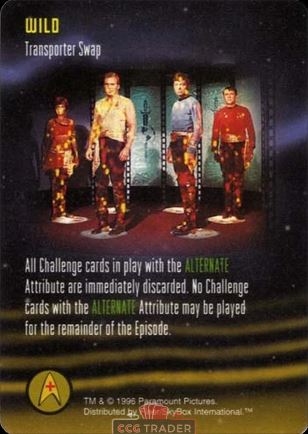 WILD
Transporter Swap
All Challenge cards in play with the ALTERNATE
Attribute are immediately discarded. No Challenge
cards with the ALTERNATE Attribute may be played
for the remainder of the Episode.
TM & © 1996 Paramount Pictures.
Distributed by SkyBox International.™
CCG TRADER